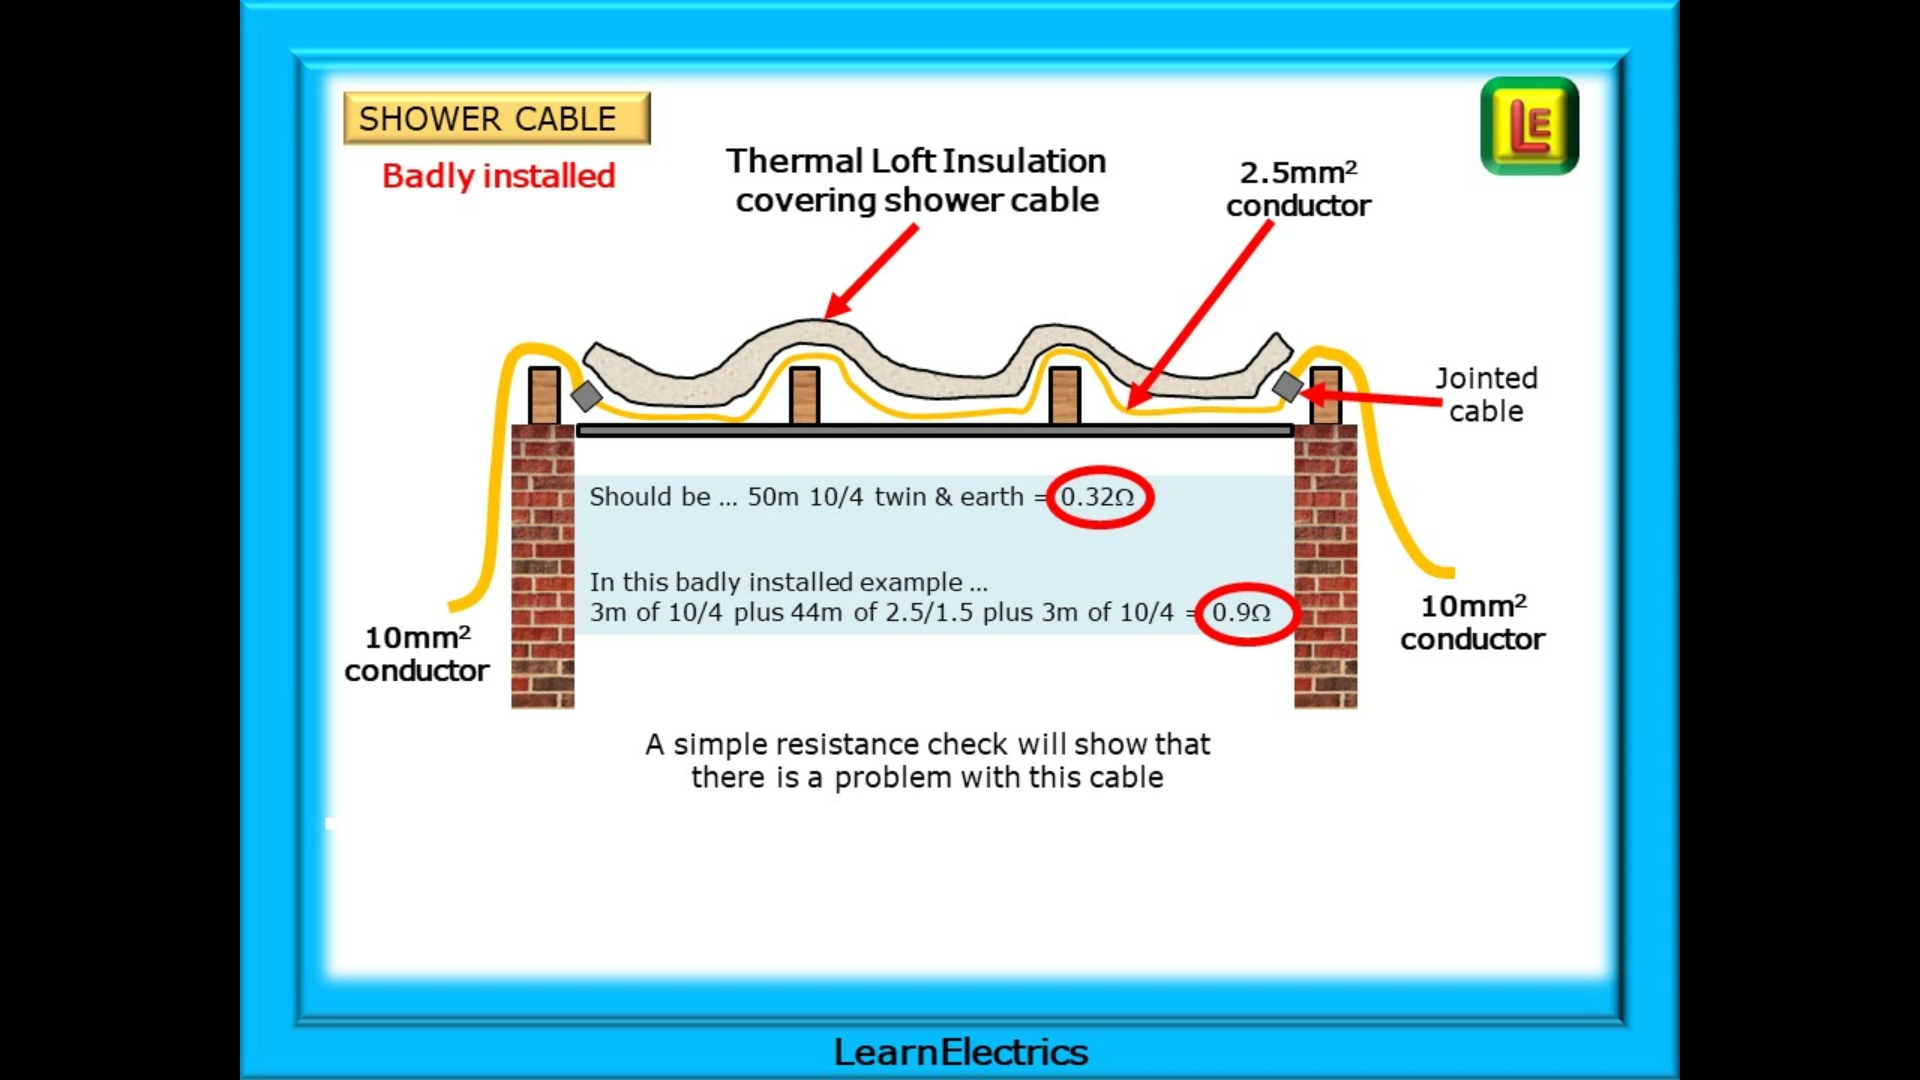 SHOWER CABLE
Badly installed
Thermal Loft Insulation
covering shower cable
2.5mm²
conductor
LE
Jointed
cable
Should be ... 50m 10/4 twin & earth = 0.32Ω
In this badly installed example ...
3m of 10/4 plus 44m of 2.5/1.5 plus 3m of 10/4 = 0.9Ω
10mm²
conductor
10mm²
conductor
A simple resistance check will show that
there is a problem with this cable
LearnElectrics